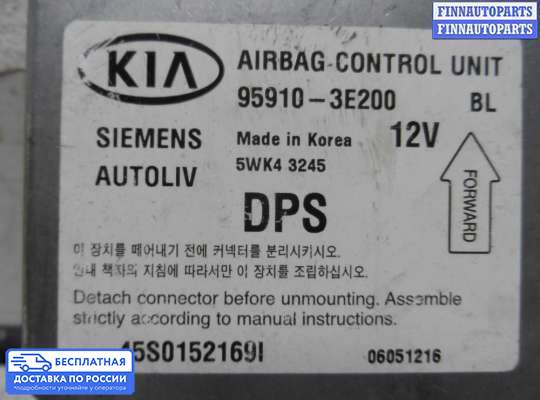 FINNAUTOPARTS
FINNAUTOPARTS
KIA
AIRBAG CONTROL UNIT
95910-3E200 BL
SIEMENS Made in Korea 12V
AUTOLIV 5WK4 3245
DPS
FORWARD
이 장치를 떼어내기 전에 커넥터를 분리시키시오.
안내 책자의 지침에 따라서만 이 장치를 조립하십시오.
Detach connector before unmounting. Assemble
strictly according to manual instructions.
45S0152169I 06051216
БЕСПЛАТНАЯ
ДОСТАВКА ПО РОССИИ
*подробности уточняйте у оператора